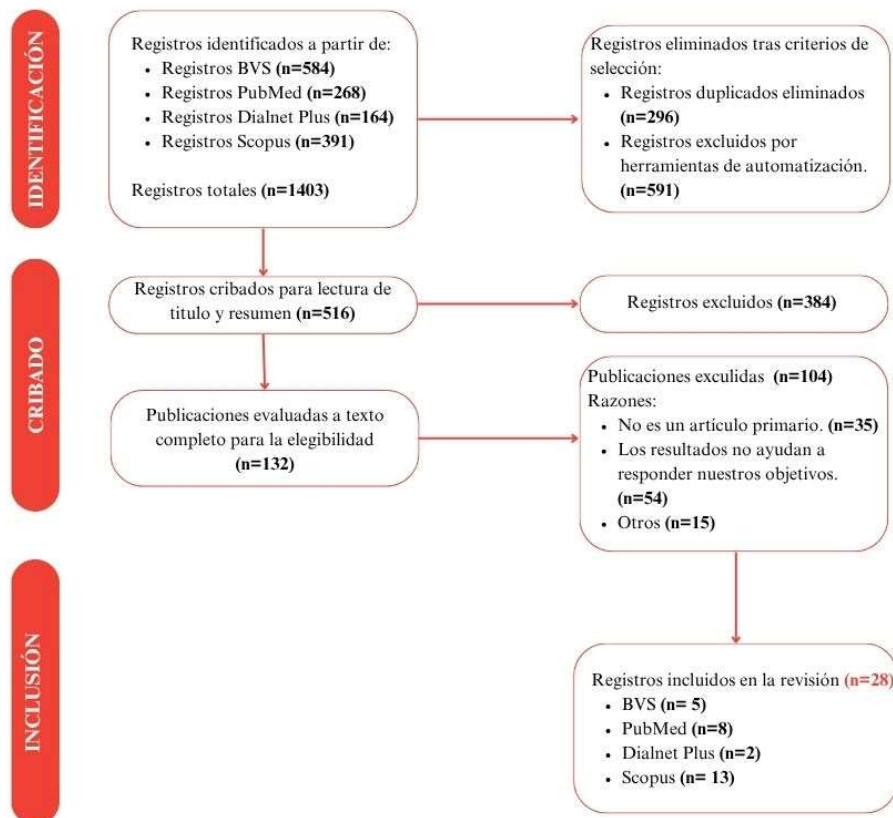 IDENTIFICACIÓN
Registros identificados a partir de:
• Registros BVS (n=584)
• Registros PubMed (n=268)
• Registros Dialnet Plus (n=164)
• Registros Scopus (n=391)
Registros totales (n=1403)
Registros eliminados tras criterios de
selección:
• Registros duplicados eliminados
(n=296)
• Registros excluidos por
herramientas de automatización.
(n=591)
CRIBADO
Registros cribados para lectura de
titulo y resumen (n=516)
Registros excluidos (n=384)
Publicaciones evaluadas a texto
completo para la elegibilidad
(n=132)
Publicaciones exculidas (n=104)
Razones:
• No es un artículo primario. (n=35)
• Los resultados no ayudan a
responder nuestros objetivos.
(n=54)
• Otros (n=15)
INCLUSIÓN
Registros incluidos en la revisión (n=28)
• BVS (n= 5)
• PubMed (n=8)
• Dialnet Plus (n=2)
• Scopus (n= 13)